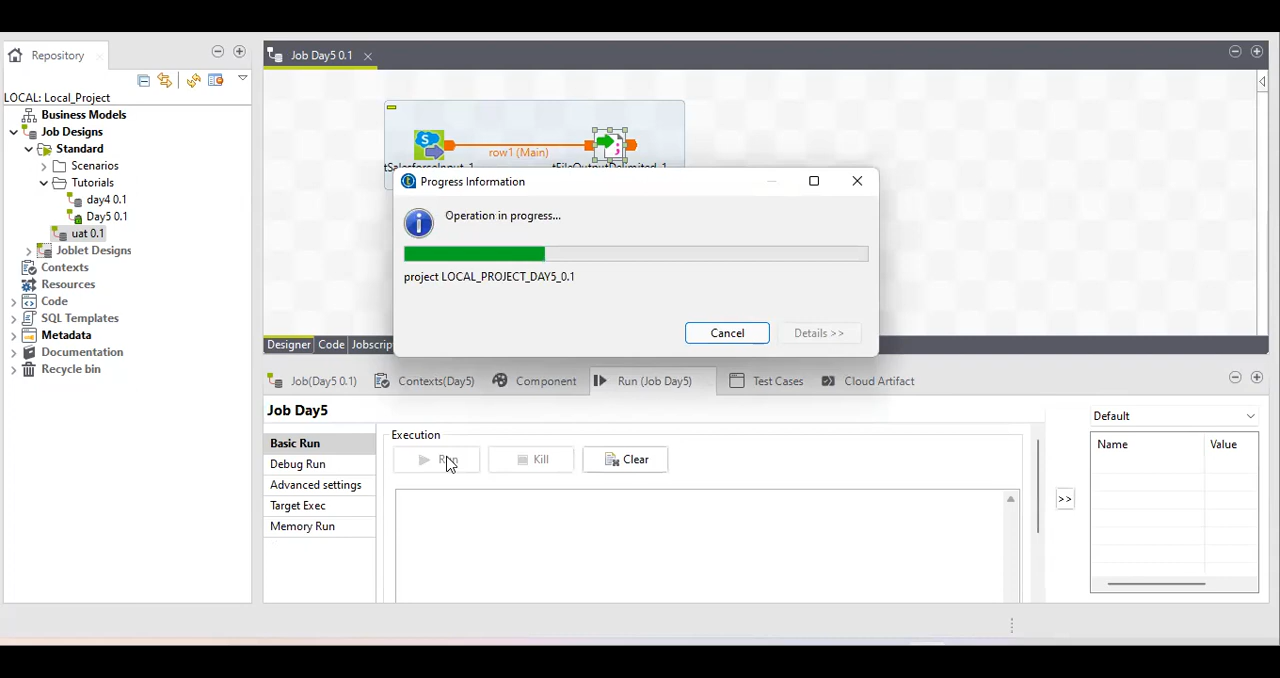 Repository
LOCAL: Local_Project
Business Models
Job Designs
Standard
Scenarios
Tutorials
day4 0.1
Day5 0.1
uat 0.1
Joblet Designs
Contexts
Resources
Code
SQL Templates
Metadata
Documentation
Recycle bin
Job Day5 0.1
row1 (Main)
tSalesforceInput_1
tFileOutputDelimited_1
Progress Information
Operation in progress...
project LOCAL_PROJECT_DAY5_0.1
Cancel
Details >>
Designer Code Jobscrip
Job(Day5 0.1) Contexts(Day5) Component Run (Job Day5) Test Cases Cloud Artifact
Job Day5
Basic Run
Debug Run
Advanced settings
Target Exec
Memory Run
Execution
Run Kill Clear
>>
Default
Name Value